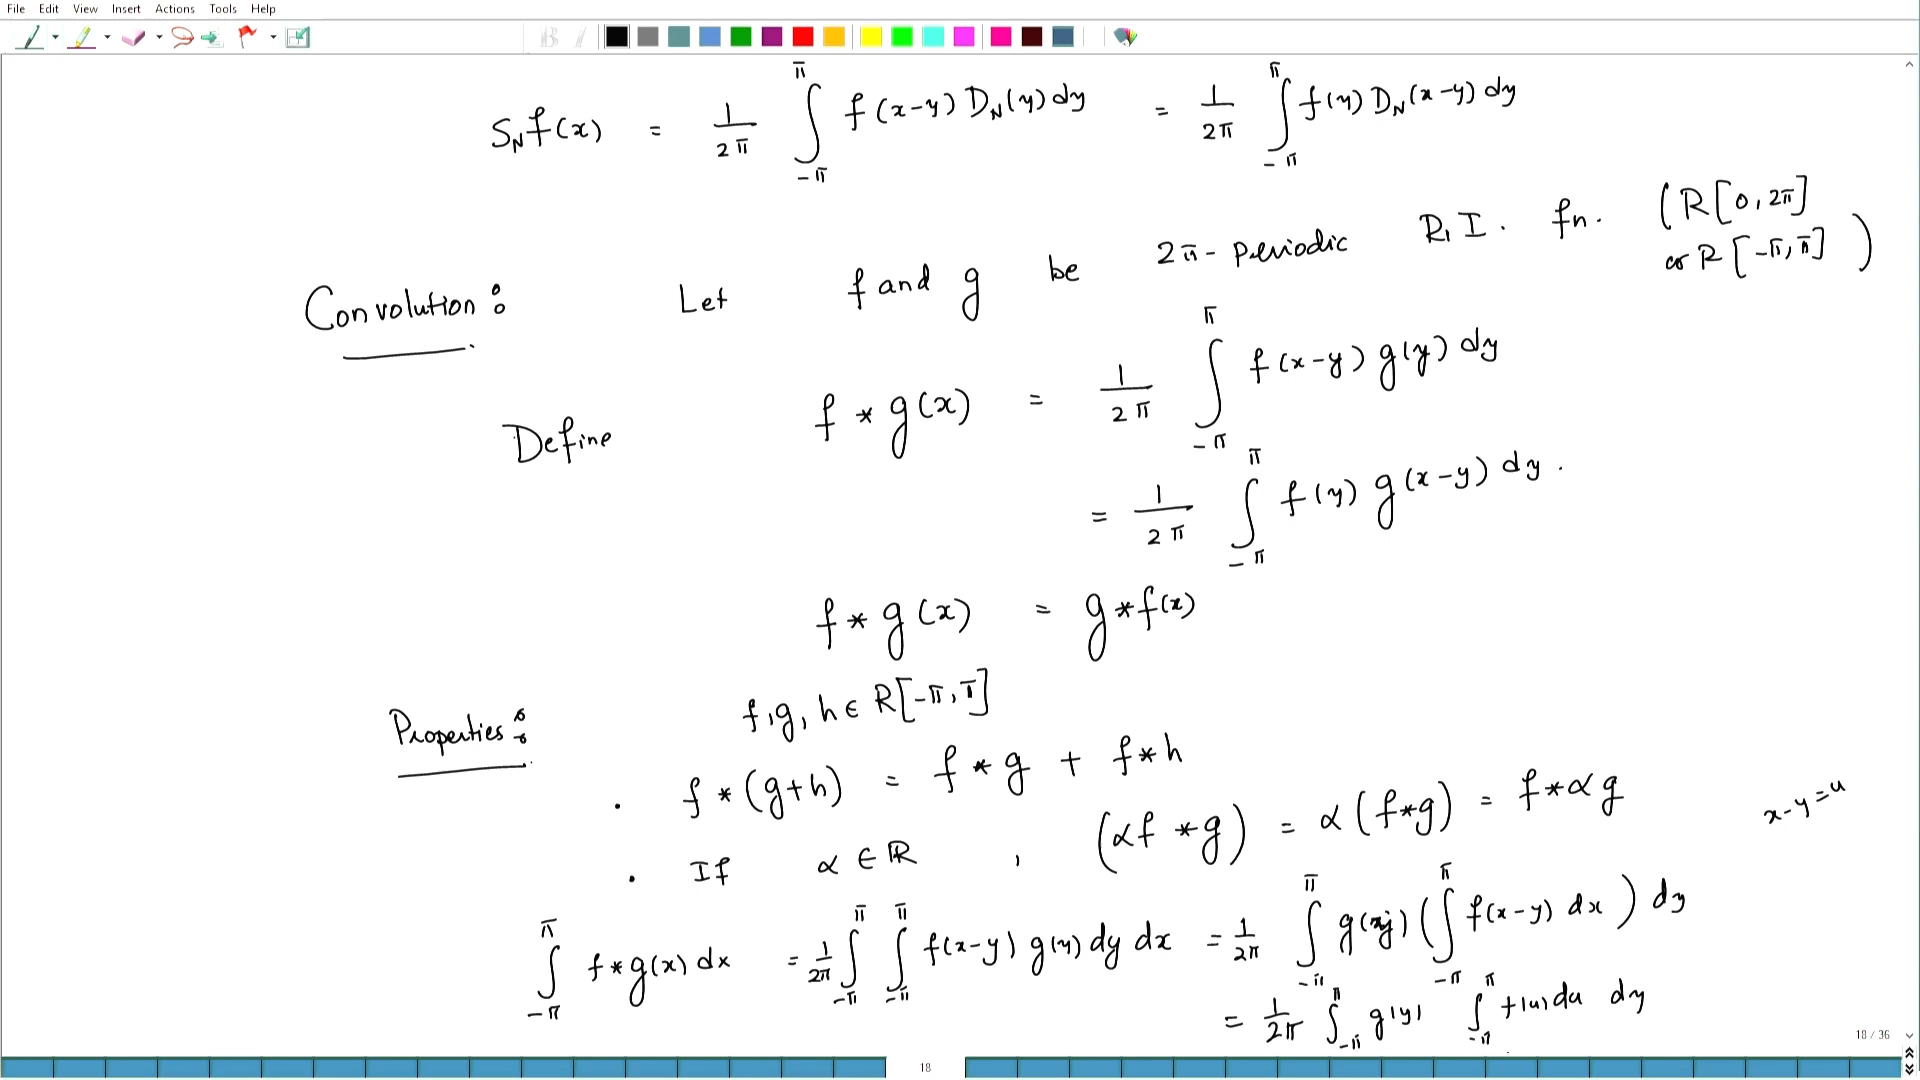 File Edit View Insert Actions Tools Help
S_N f(x) = 1/2π ∫_{-π}^{π} f(x-y) D_N(y) dy = 1/2π ∫_{-π}^{π} f(y) D_N(x-y) dy
Convolution : Let f and g be 2π-periodic R.I. fn. (R[0,2π]
or R[-π,π])
Define f * g(x) = 1/2π ∫_{-π}^{π} f(x-y) g(y) dy
= 1/2π ∫_{-π}^{π} f(y) g(x-y) dy.
f * g(x) = g * f(x)
Properties : f, g, h ∈ R[-π,π]
. f * (g+h) = f * g + f * h
. If α ∈ R , (αf * g) = α(f*g) = f*αg x-y=u
∫_{-π}^{π} f*g(x) dx = 1/2π ∫_{-π}^{π} ∫_{-π}^{π} f(x-y) g(y) dy dx = 1/2π ∫_{-π}^{π} g(y) (∫_{-π}^{π} f(x-y) dx) dy
= 1/2π ∫_{-π}^{π} g(y) ∫_{-π}^{π} f(u) du dy
18 / 36
18